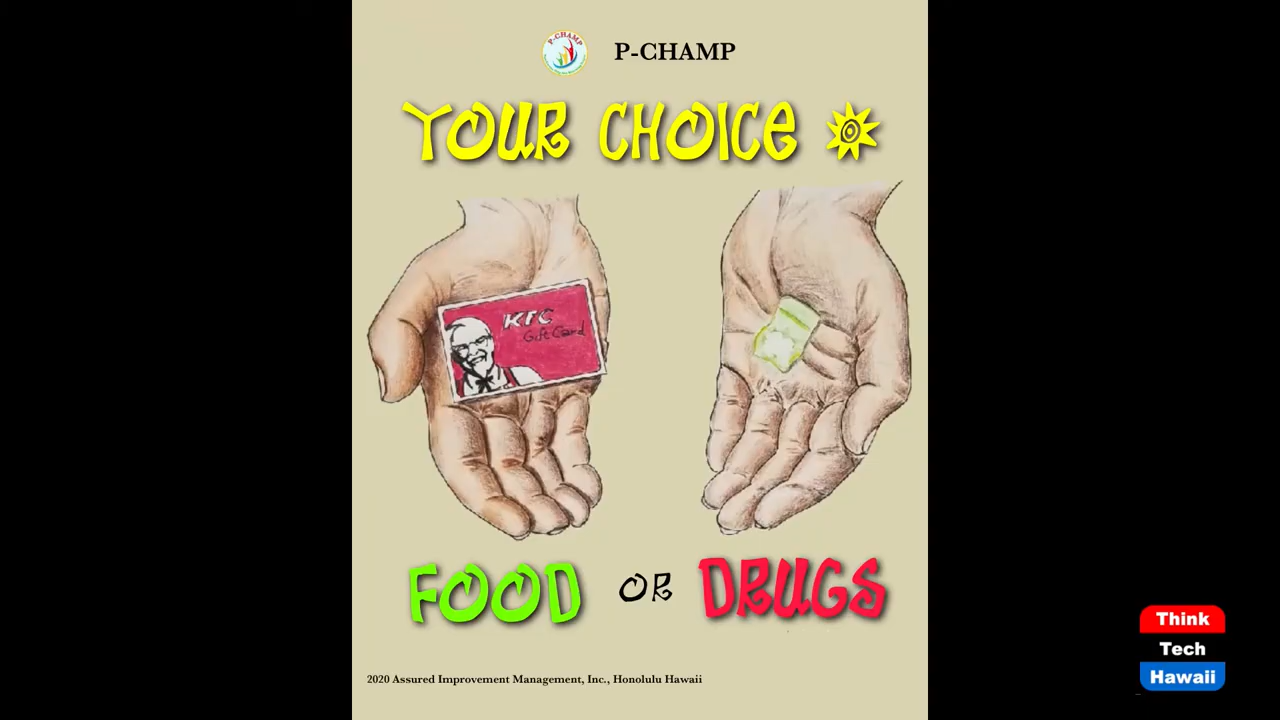 P-CHAMP
P-CHAMP
YOUR CHOICE
KFC
Gift Card
FOOD OR DRUGS
2020 Assured Improvement Management, Inc., Honolulu Hawaii
Think
Tech
Hawaii